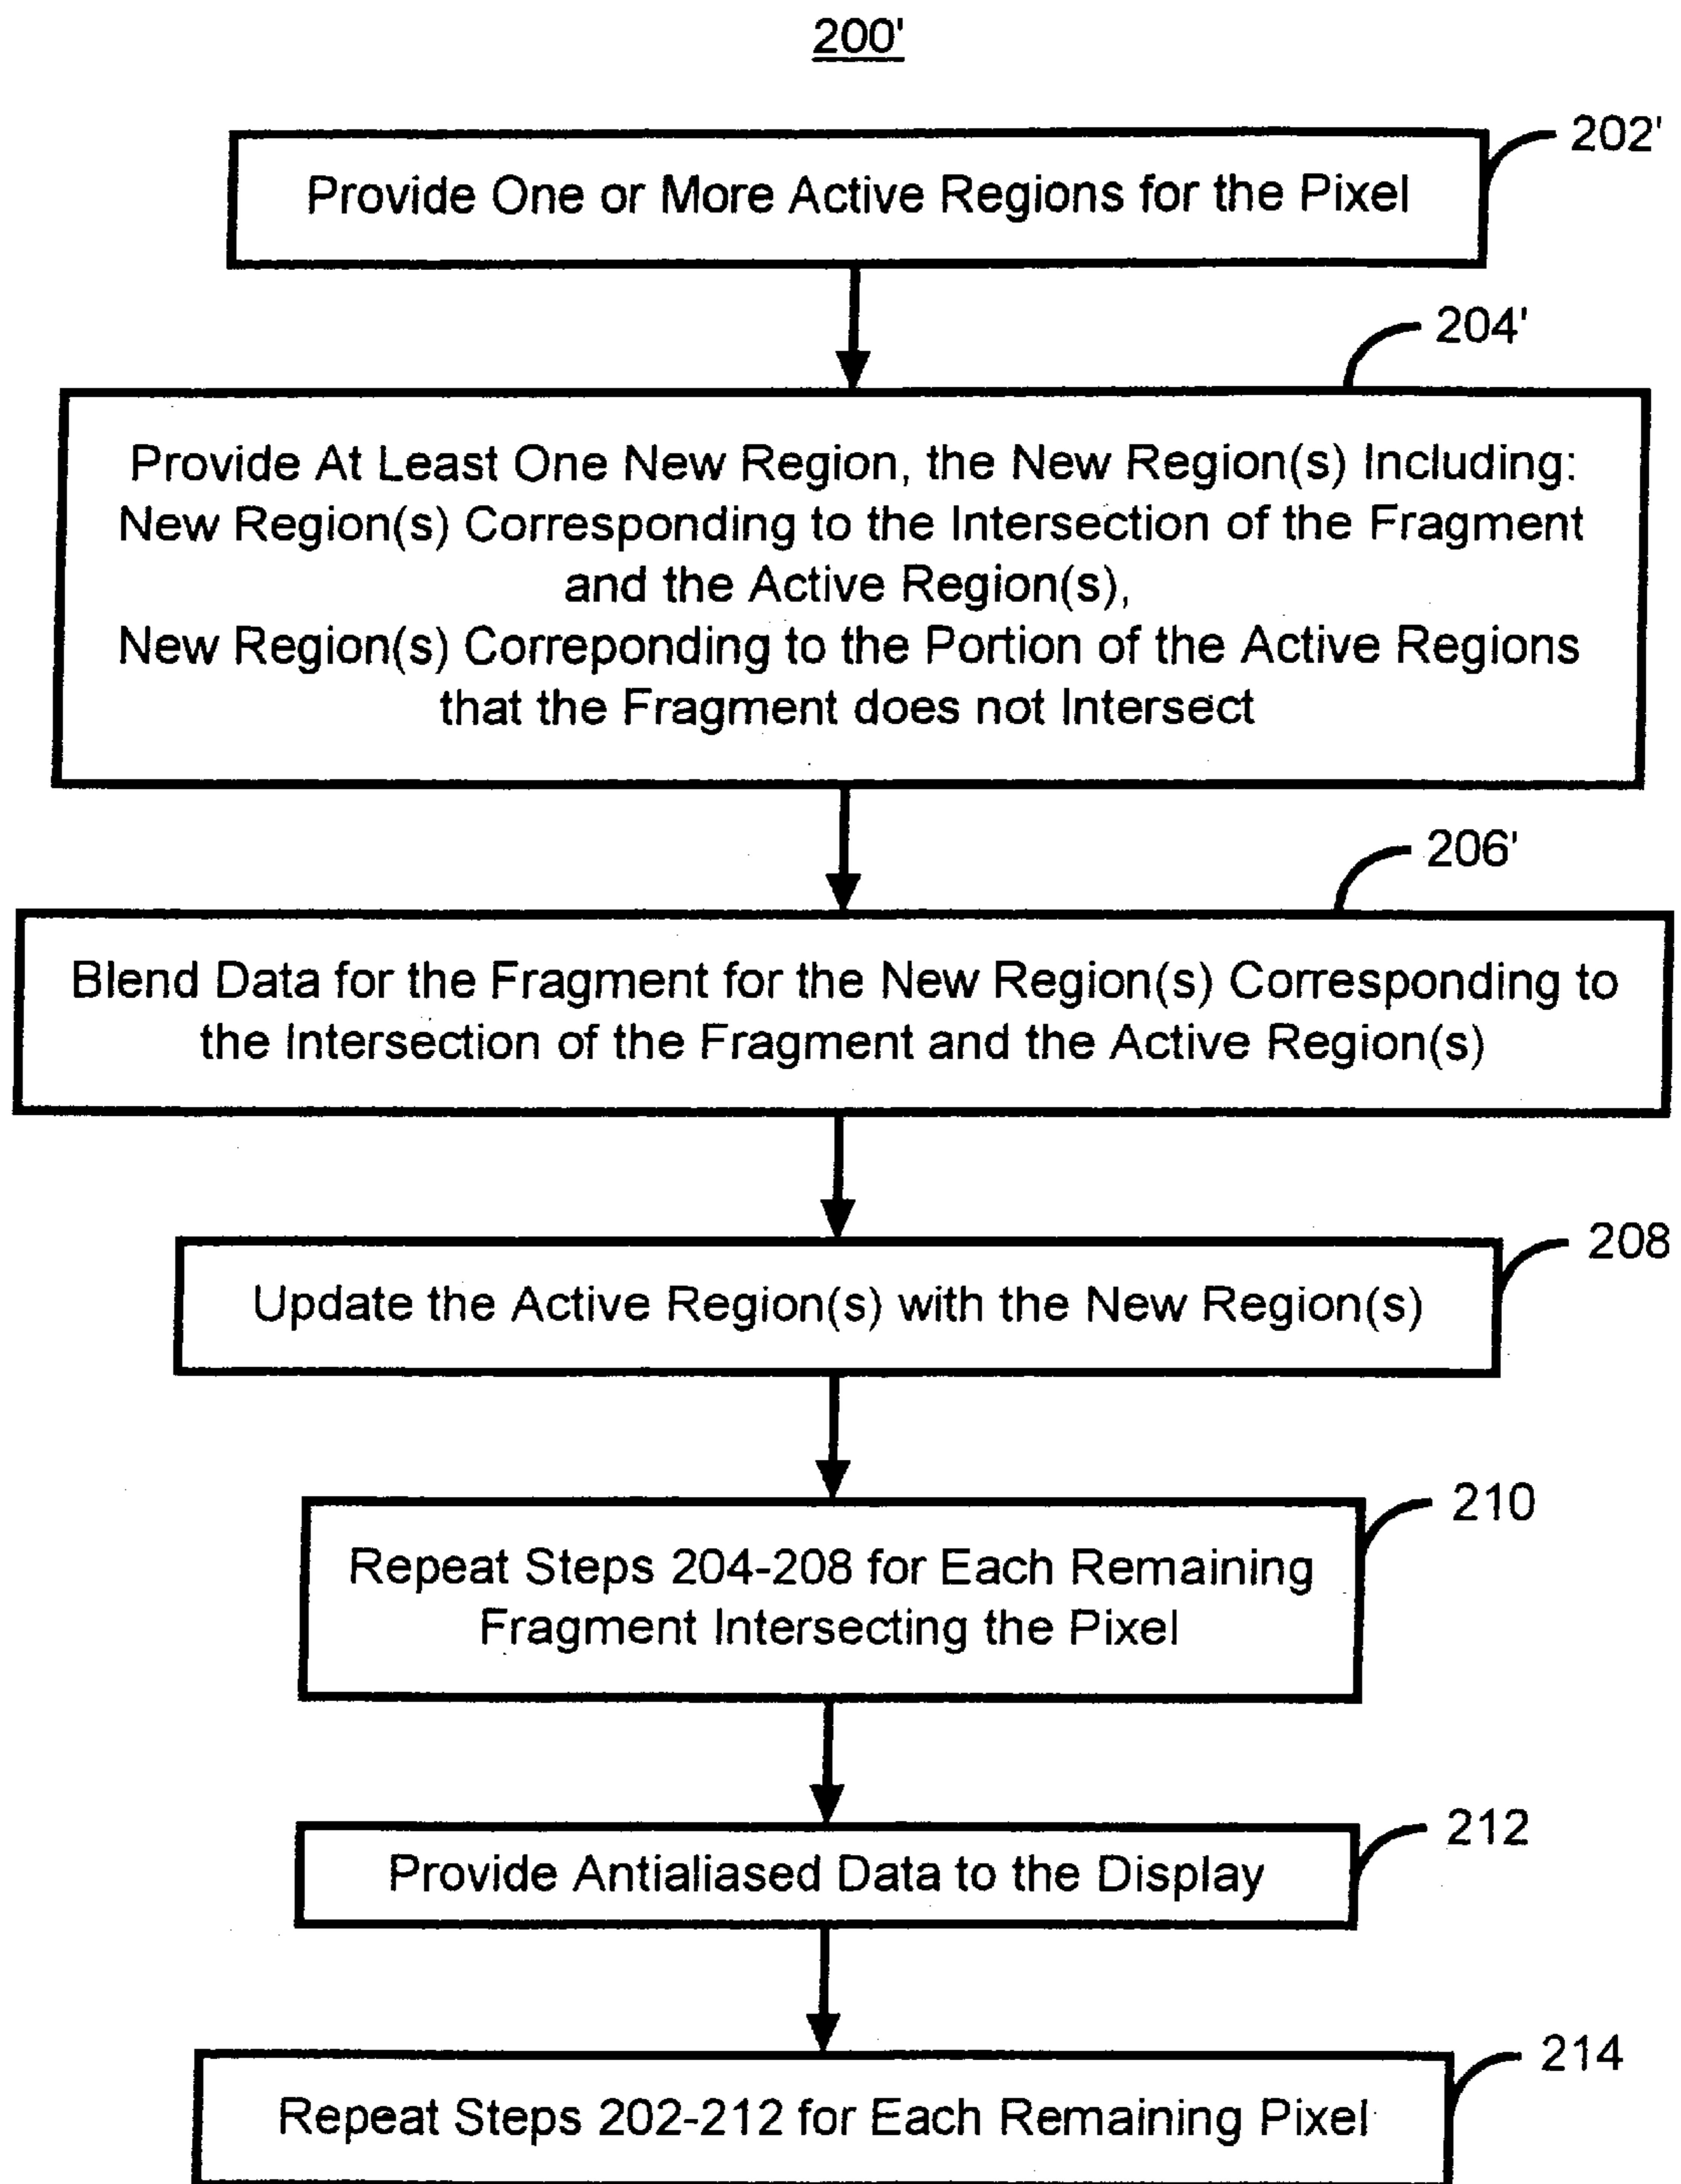 200'
202'
Provide One or More Active Regions for the Pixel
204'
Provide At Least One New Region, the New Region(s) Including:
New Region(s) Corresponding to the Intersection of the Fragment
and the Active Region(s),
New Region(s) Correponding to the Portion of the Active Regions
that the Fragment does not Intersect
206'
Blend Data for the Fragment for the New Region(s) Corresponding to
the Intersection of the Fragment and the Active Region(s)
208
Update the Active Region(s) with the New Region(s)
210
Repeat Steps 204-208 for Each Remaining
Fragment Intersecting the Pixel
212
Provide Antialiased Data to the Display
214
Repeat Steps 202-212 for Each Remaining Pixel